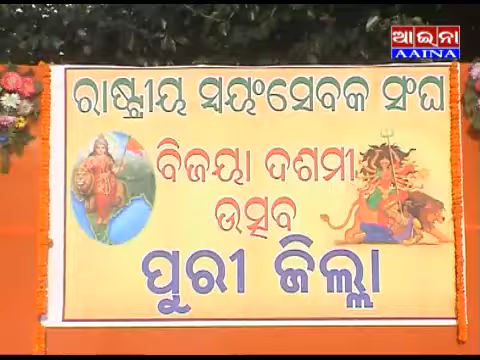 ଆଇନା
AAINA
ରାଷ୍ଟ୍ରୀୟ ସ୍ୱୟଂସେବକ ସଂଘ
ବିଜୟା ଦଶମୀ
ଉତ୍ସବ
ପୁରୀ ଜିଲ୍ଲା